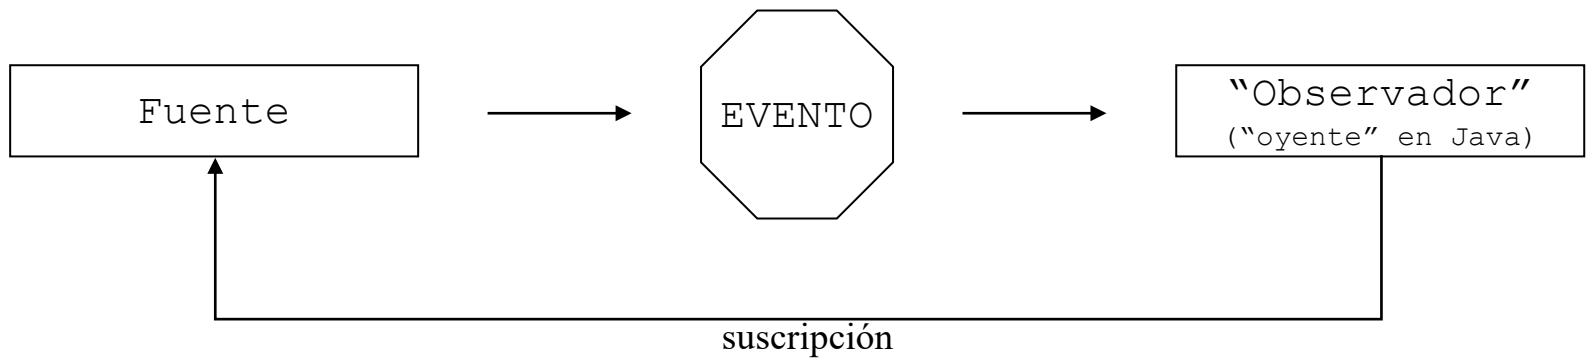 Fuente
EVENTO
“Observador”
(“oyente” en Java)
suscripción